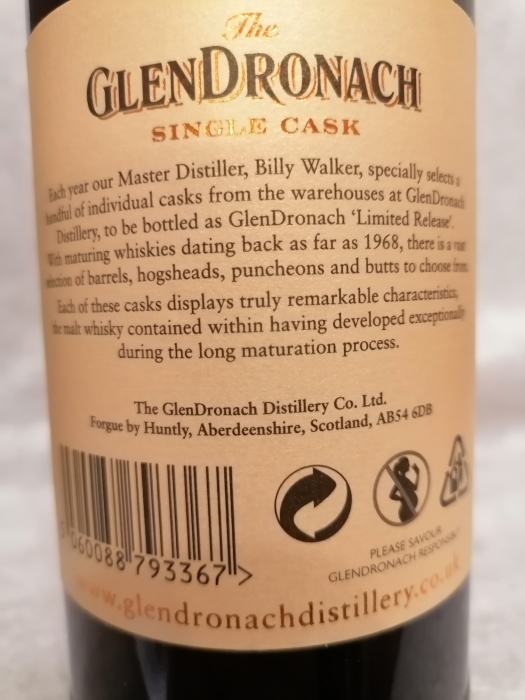 The
GLENDRONACH
SINGLE CASK
Each year our Master Distiller, Billy Walker, specially selects a
handful of individual casks from the warehouses at GlenDronach
Distillery, to be bottled as GlenDronach ‘Limited Release’.
With maturing whiskies dating back as far as 1968, there is a vast
selection of barrels, hogsheads, puncheons and butts to choose from.
Each of these casks displays truly remarkable characteristics,
the malt whisky contained within having developed exceptionally
during the long maturation process.
The GlenDronach Distillery Co. Ltd.
Forgue by Huntly, Aberdeenshire, Scotland, AB54 6DB
5 060088 793367 >
PLEASE SAVOUR
GLENDRONACH RESPONSIBLY
www.glendronachdistillery.co.uk